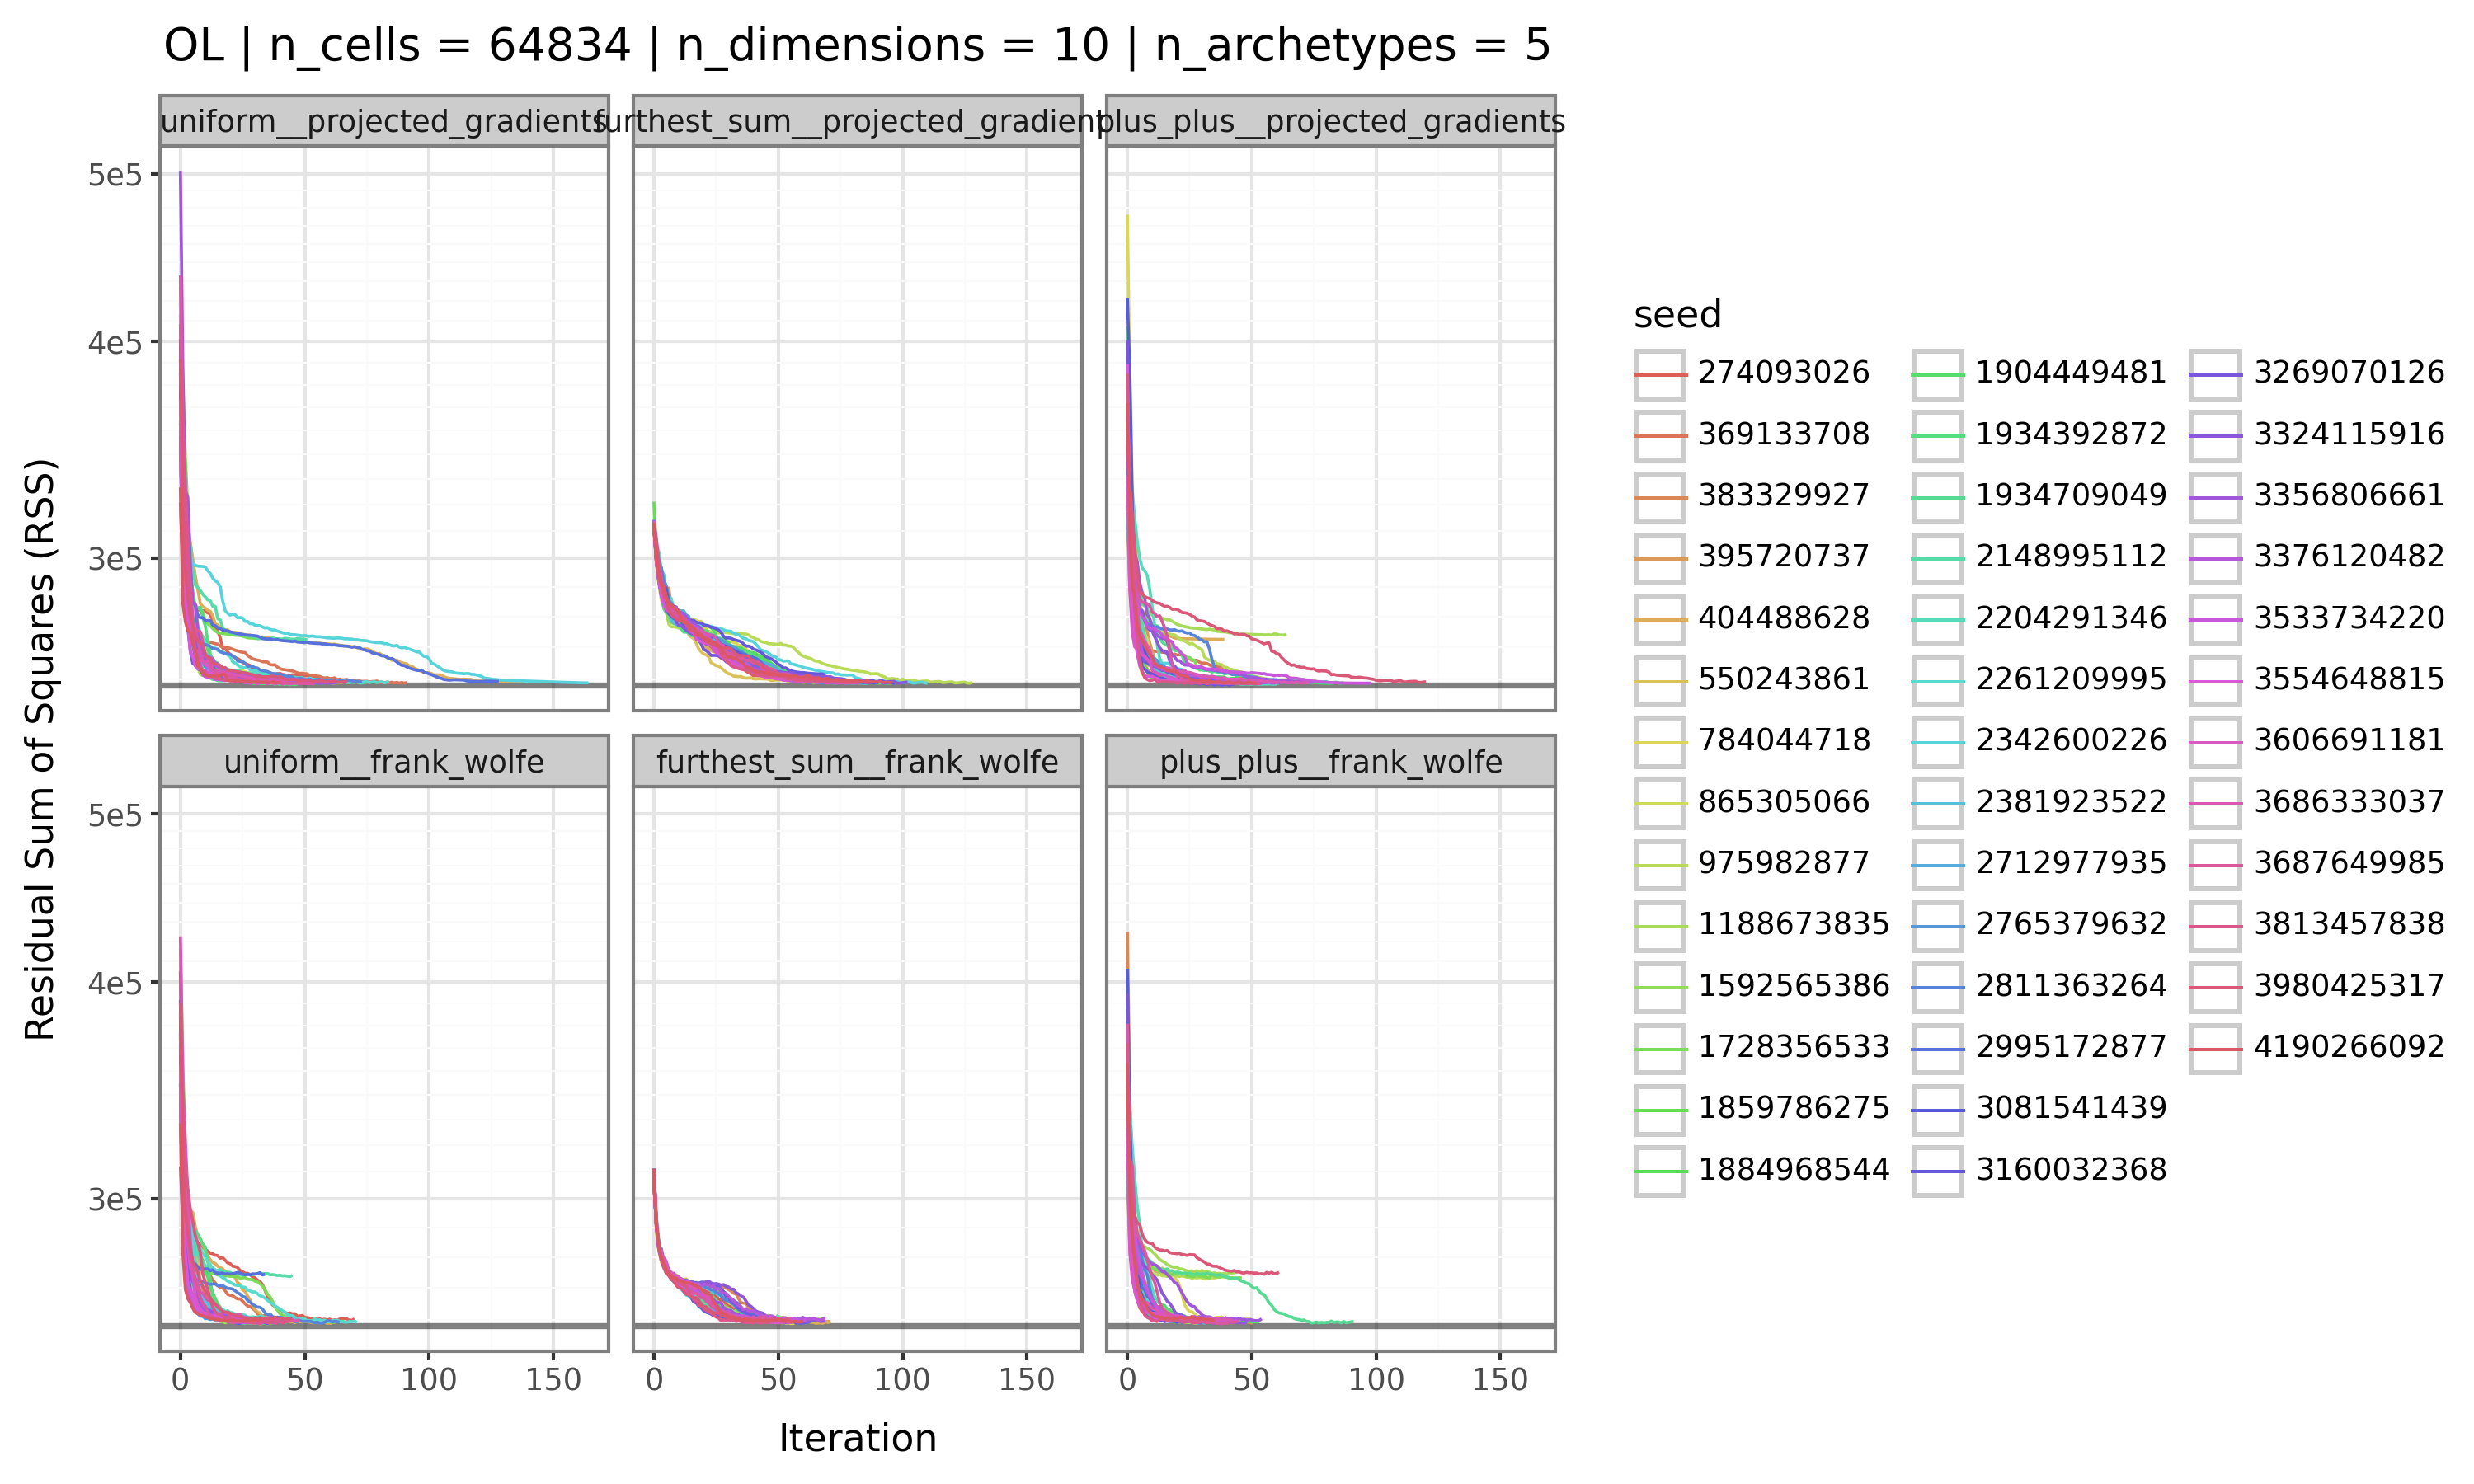 OL | n_cells = 64834 | n_dimensions = 10 | n_archetypes = 5
uniform__projected_gradients
furthest_sum__projected_gradients
plus_plus__projected_gradients
5e5
4e5
3e5
uniform__frank_wolfe
furthest_sum__frank_wolfe
plus_plus__frank_wolfe
5e5
4e5
3e5
0 50 100 150
0 50 100 150
0 50 100 150
Iteration
Residual Sum of Squares (RSS)
seed
274093026
369133708
383329927
395720737
404488628
550243861
784044718
865305066
975982877
1188673835
1592565386
1728356533
1859786275
1884968544
1904449481
1934392872
1934709049
2148995112
2204291346
2261209995
2342600226
2381923522
2712977935
2765379632
2811363264
2995172877
3081541439
3160032368
3269070126
3324115916
3356806661
3376120482
3533734220
3554648815
3606691181
3686333037
3687649985
3813457838
3980425317
4190266092